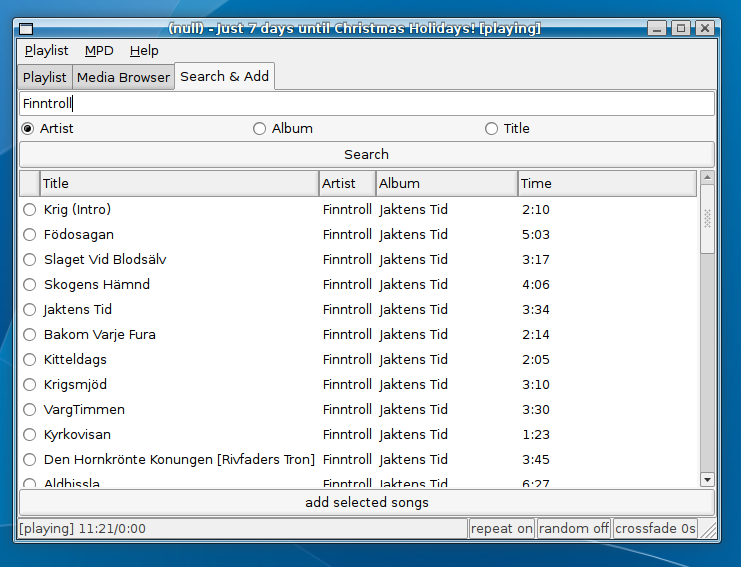 (null) - Just 7 days until Christmas Holidays! [playing]
Playlist MPD Help
Playlist Media Browser Search & Add
Finntroll
Artist Album Title
Search
Title Artist Album Time
Krig (Intro) Finntroll Jaktens Tid 2:10
Födosagan Finntroll Jaktens Tid 5:03
Slaget Vid Blodsälv Finntroll Jaktens Tid 3:17
Skogens Hämnd Finntroll Jaktens Tid 4:06
Jaktens Tid Finntroll Jaktens Tid 3:34
Bakom Varje Fura Finntroll Jaktens Tid 2:14
Kitteldags Finntroll Jaktens Tid 2:05
Krigsmjöd Finntroll Jaktens Tid 3:10
VargTimmen Finntroll Jaktens Tid 3:30
Kyrkovisan Finntroll Jaktens Tid 1:23
Den Hornkrönte Konungen [Rivfaders Tron] Finntroll Jaktens Tid 3:45
Aldhissla Finntroll Jaktens Tid 6:27
add selected songs
[playing] 11:21/0:00 repeat on random off crossfade 0s